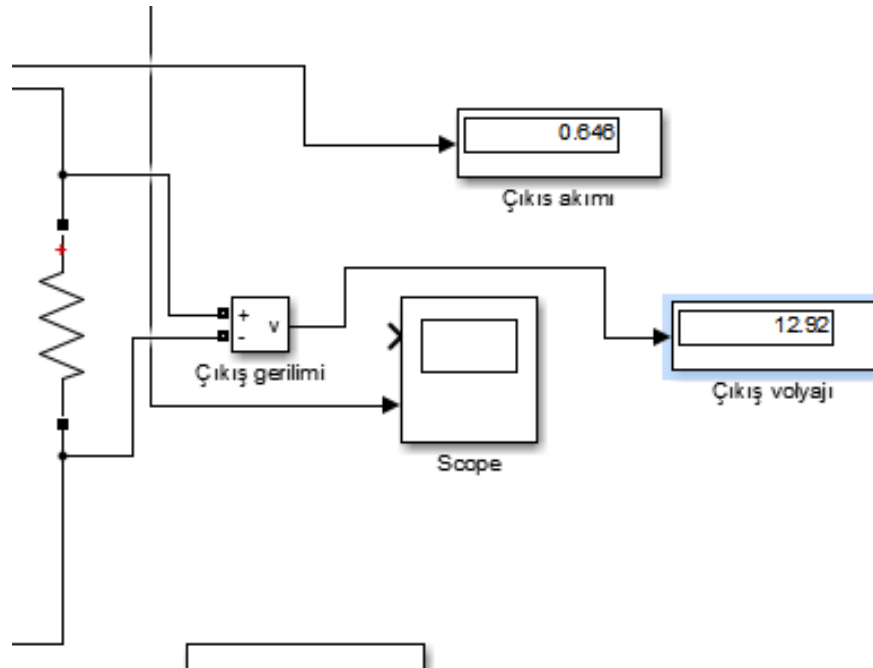 0.646
Çıkıs akımı
+
+
-
v
12.92
Çıkış gerilimi
Çıkış volyajı
Scope